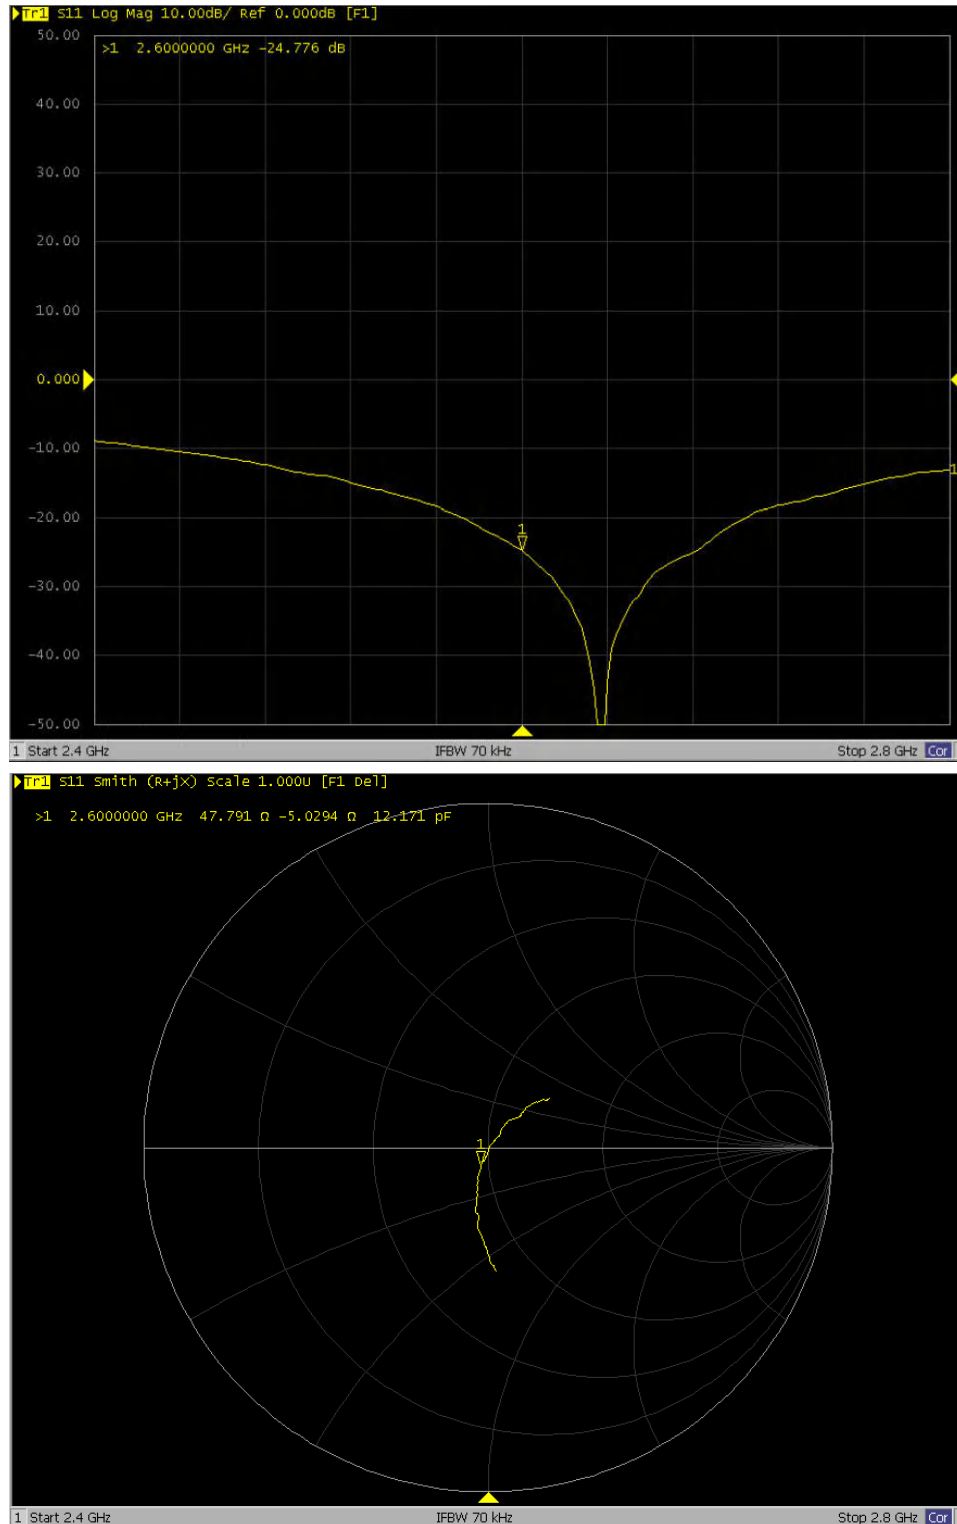 Tr1 S11 Log Mag 10.00dB/ Ref 0.000dB [F1]
50.00
>1 2.6000000 GHz -24.776 dB
40.00
30.00
20.00
10.00
0.000
-10.00
1
-20.00
1
-30.00
-40.00
-50.00
1 Start 2.4 GHz IFBW 70 kHz Stop 2.8 GHz Cor
Tr1 S11 Smith (R+jX) Scale 1.000U [F1 Del]
>1 2.6000000 GHz 47.791 Ω -5.0294 Ω 12.171 pF
1
1 Start 2.4 GHz IFBW 70 kHz Stop 2.8 GHz Cor